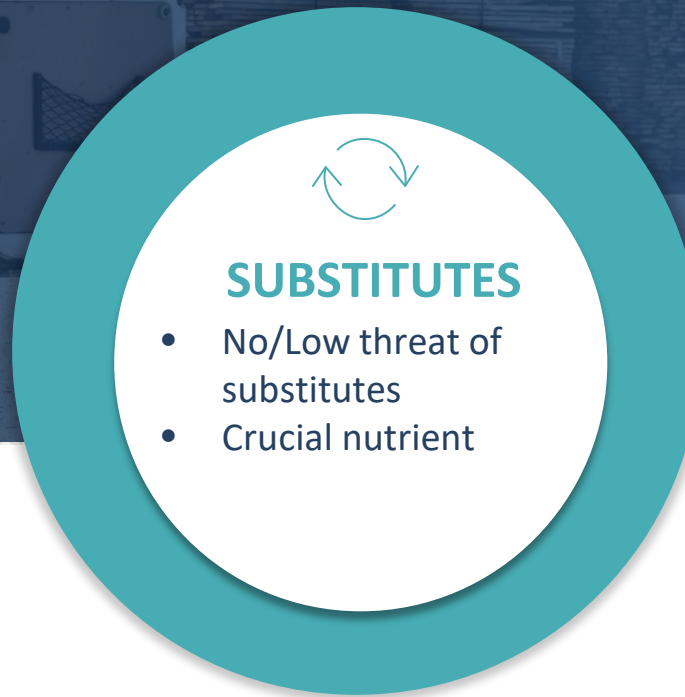 SUBSTITUTES
• No/Low threat of
substitutes
• Crucial nutrient